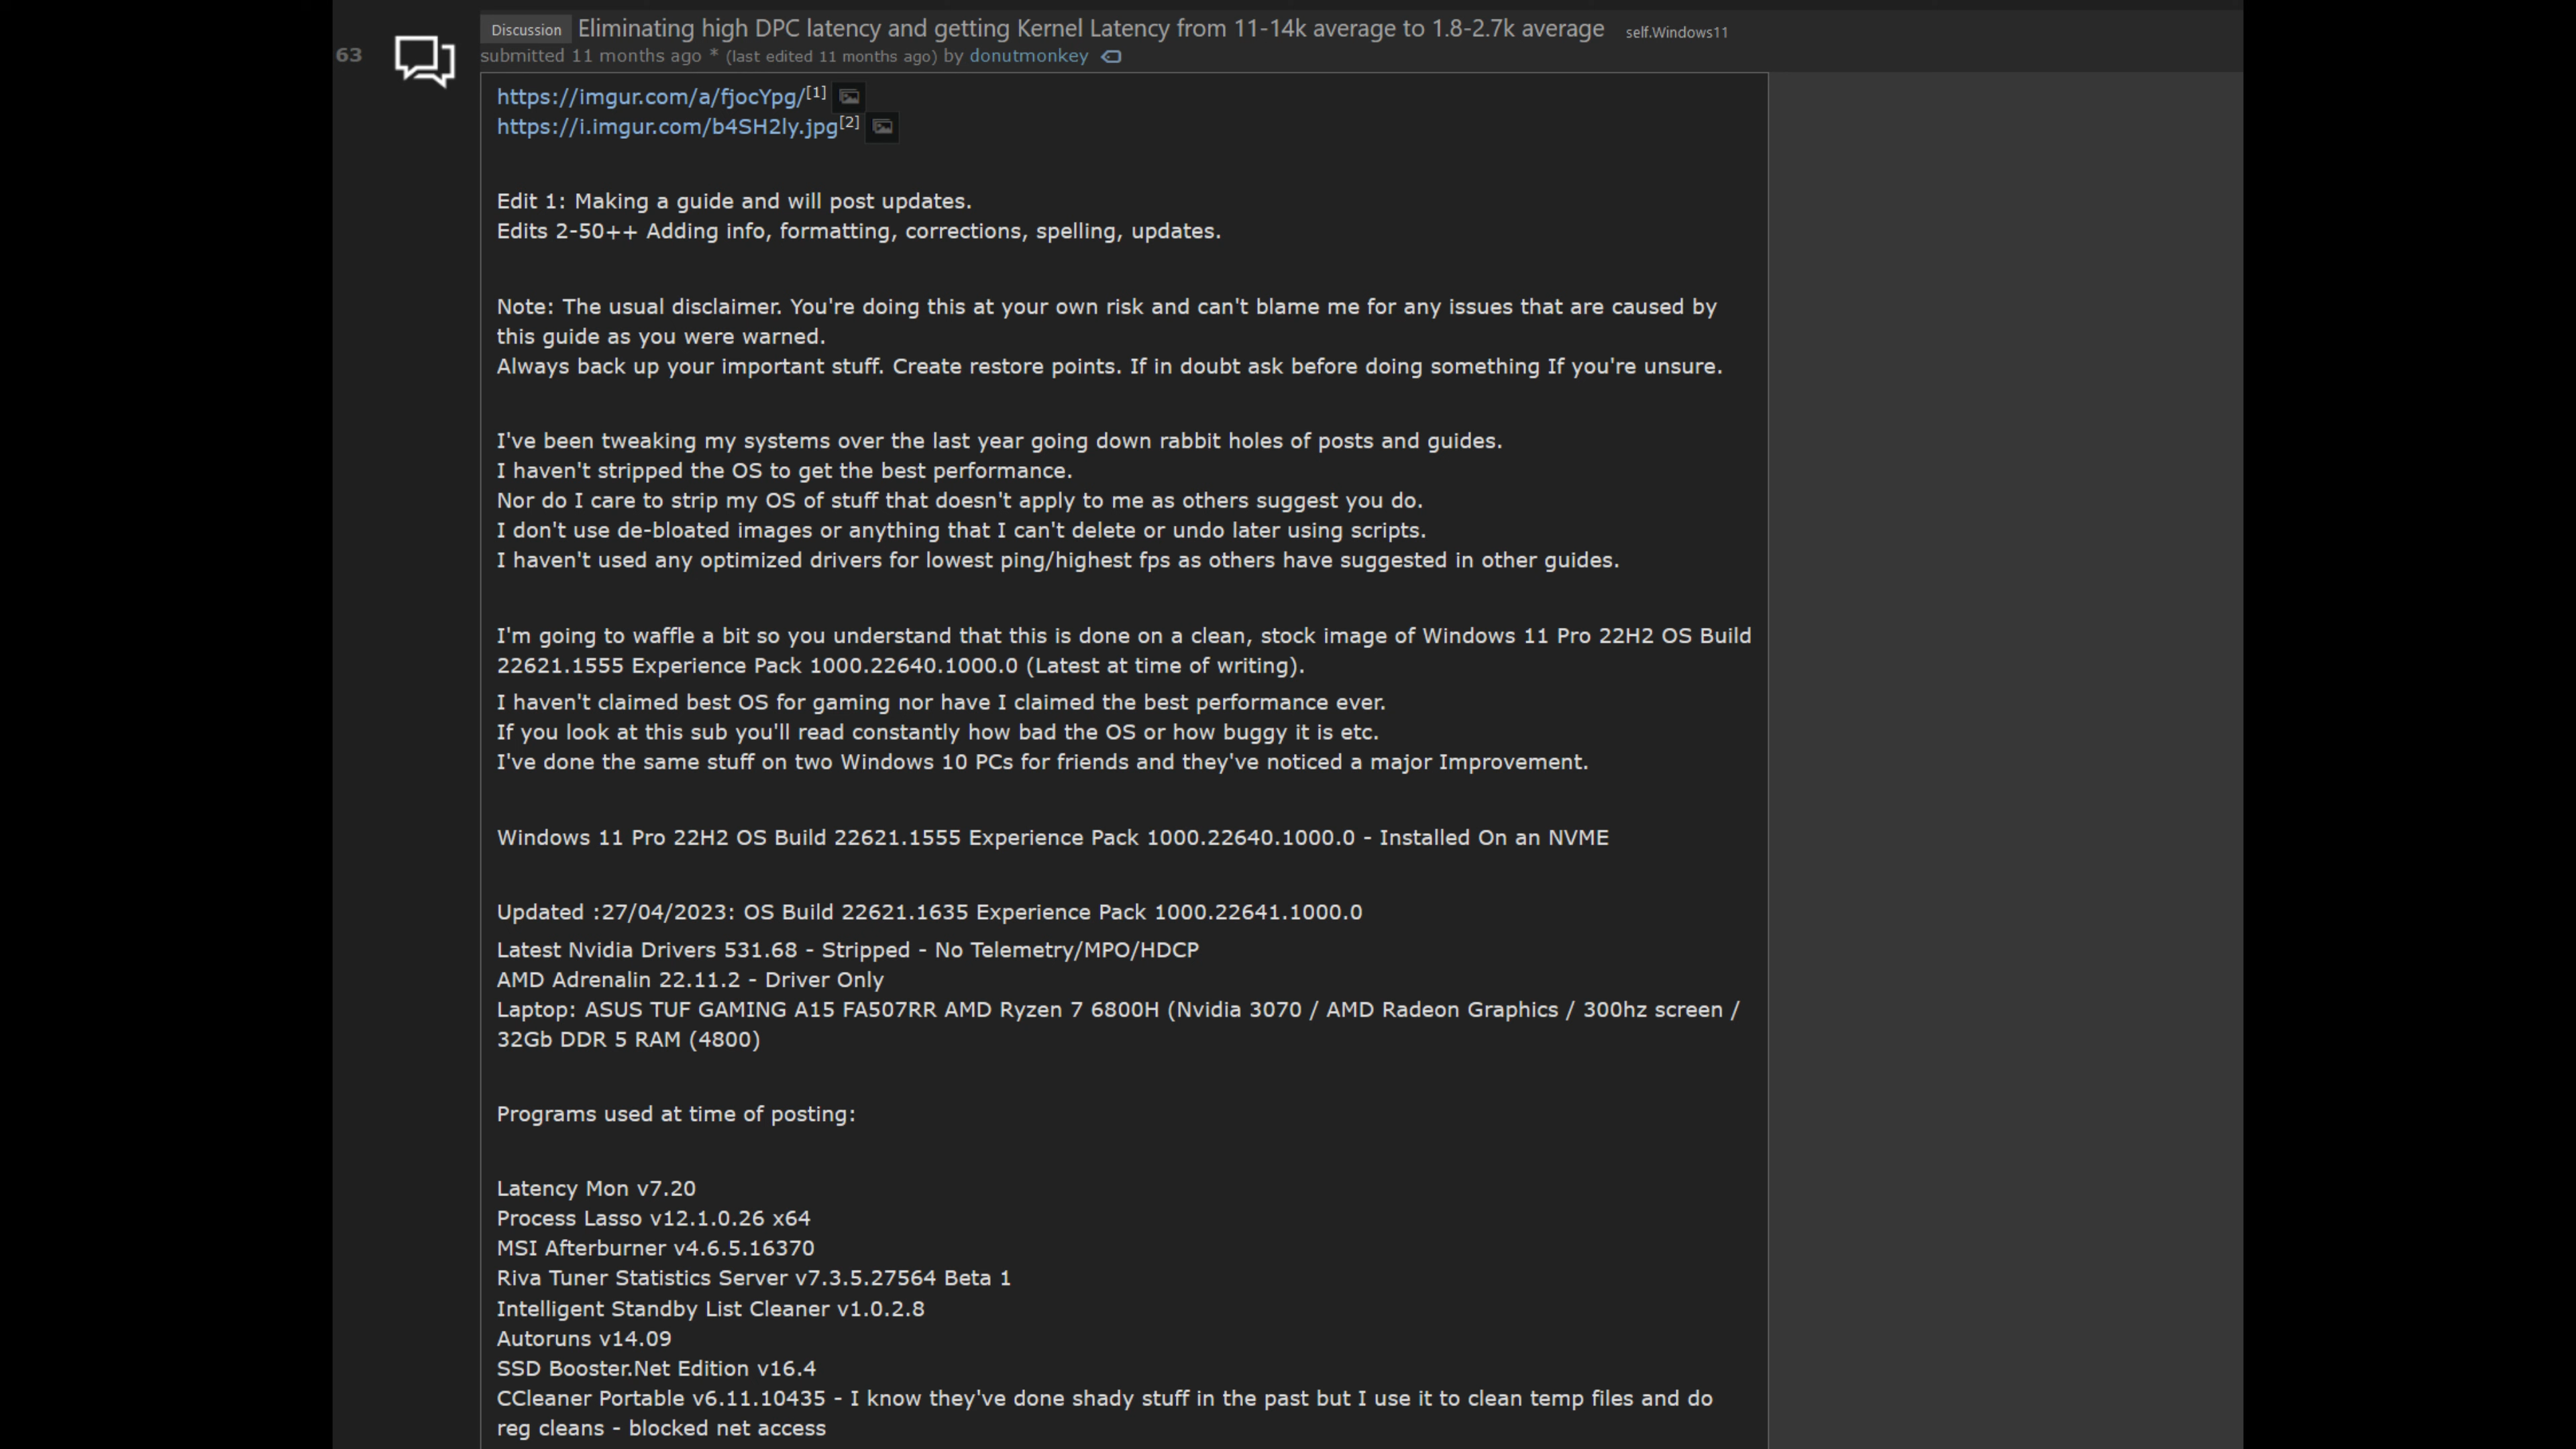 Discussion Eliminating high DPC latency and getting Kernel Latency from 11-14k average to 1.8-2.7k average self.Windows11
63
submitted 11 months ago * (last edited 11 months ago) by donutmonkey
https://imgur.com/a/fjocYpg/[1]
https://i.imgur.com/b4SH2ly.jpg[2]
Edit 1: Making a guide and will post updates.
Edits 2-50++ Adding info, formatting, corrections, spelling, updates.
Note: The usual disclaimer. You're doing this at your own risk and can't blame me for any issues that are caused by
this guide as you were warned.
Always back up your important stuff. Create restore points. If in doubt ask before doing something If you're unsure.
I've been tweaking my systems over the last year going down rabbit holes of posts and guides.
I haven't stripped the OS to get the best performance.
Nor do I care to strip my OS of stuff that doesn't apply to me as others suggest you do.
I don't use de-bloated images or anything that I can't delete or undo later using scripts.
I haven't used any optimized drivers for lowest ping/highest fps as others have suggested in other guides.
I'm going to waffle a bit so you understand that this is done on a clean, stock image of Windows 11 Pro 22H2 OS Build
22621.1555 Experience Pack 1000.22640.1000.0 (Latest at time of writing).
I haven't claimed best OS for gaming nor have I claimed the best performance ever.
If you look at this sub you'll read constantly how bad the OS or how buggy it is etc.
I've done the same stuff on two Windows 10 PCs for friends and they've noticed a major Improvement.
Windows 11 Pro 22H2 OS Build 22621.1555 Experience Pack 1000.22640.1000.0 - Installed On an NVME
Updated :27/04/2023: OS Build 22621.1635 Experience Pack 1000.22641.1000.0
Latest Nvidia Drivers 531.68 - Stripped - No Telemetry/MPO/HDCP
AMD Adrenalin 22.11.2 - Driver Only
Laptop: ASUS TUF GAMING A15 FA507RR AMD Ryzen 7 6800H (Nvidia 3070 / AMD Radeon Graphics / 300hz screen /
32Gb DDR 5 RAM (4800)
Programs used at time of posting:
Latency Mon v7.20
Process Lasso v12.1.0.26 x64
MSI Afterburner v4.6.5.16370
Riva Tuner Statistics Server v7.3.5.27564 Beta 1
Intelligent Standby List Cleaner v1.0.2.8
Autoruns v14.09
SSD Booster.Net Edition v16.4
CCleaner Portable v6.11.10435 - I know they've done shady stuff in the past but I use it to clean temp files and do
reg cleans - blocked net access